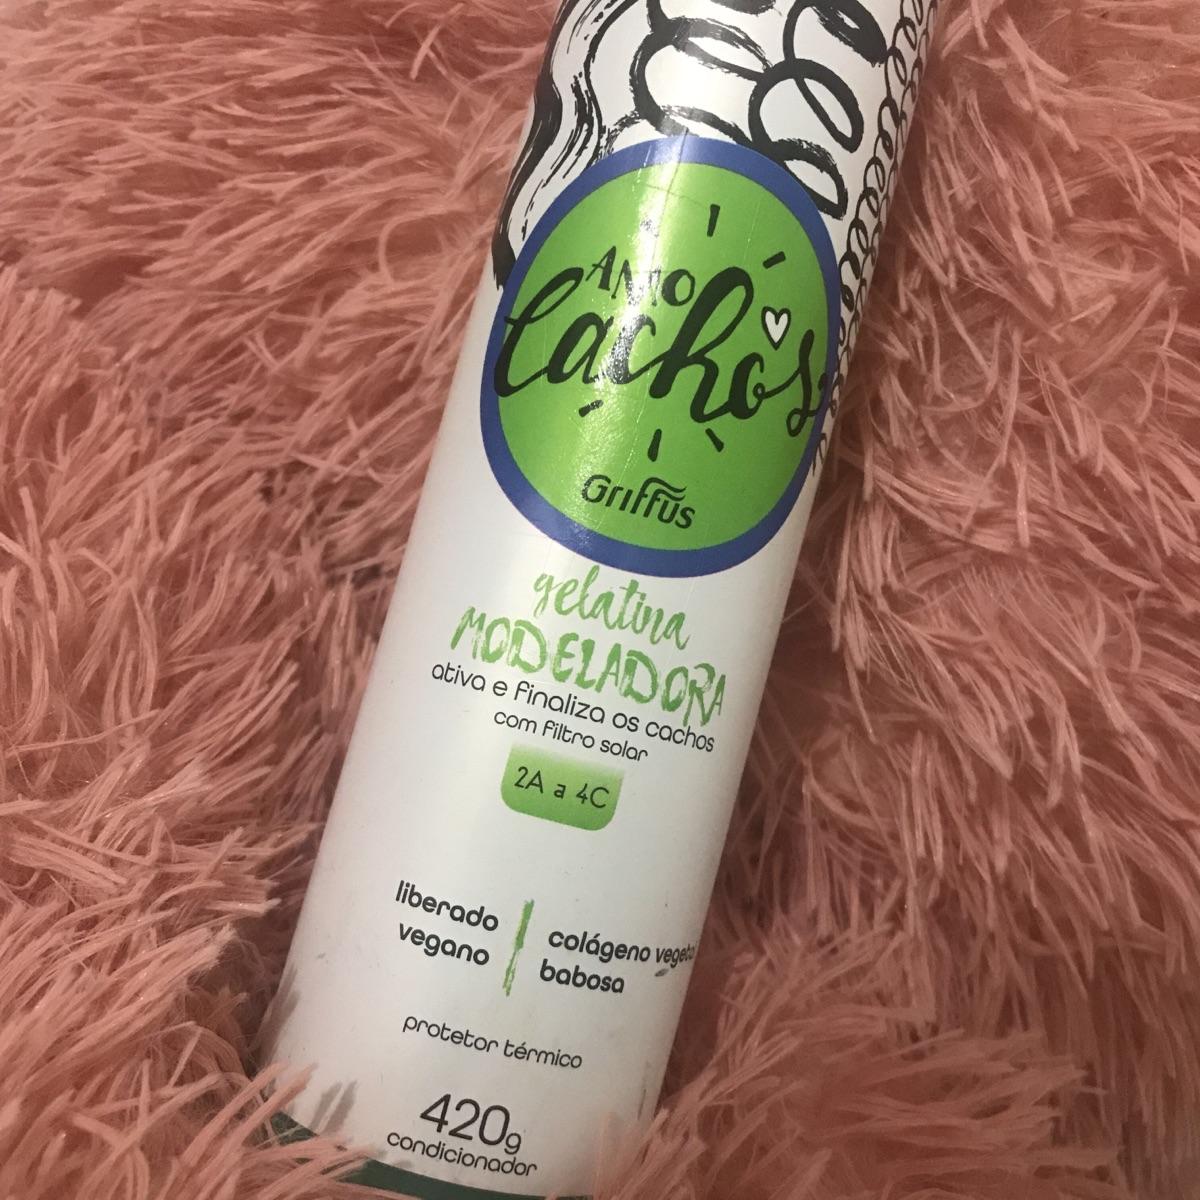 AMO
Cachos
Griffus
gelatina
MODELADORA
ativa e finaliza os cachos
com filtro solar
2A a 4C
liberado
vegano
colágeno vegetal
babosa
protetor térmico
420g
condicionador